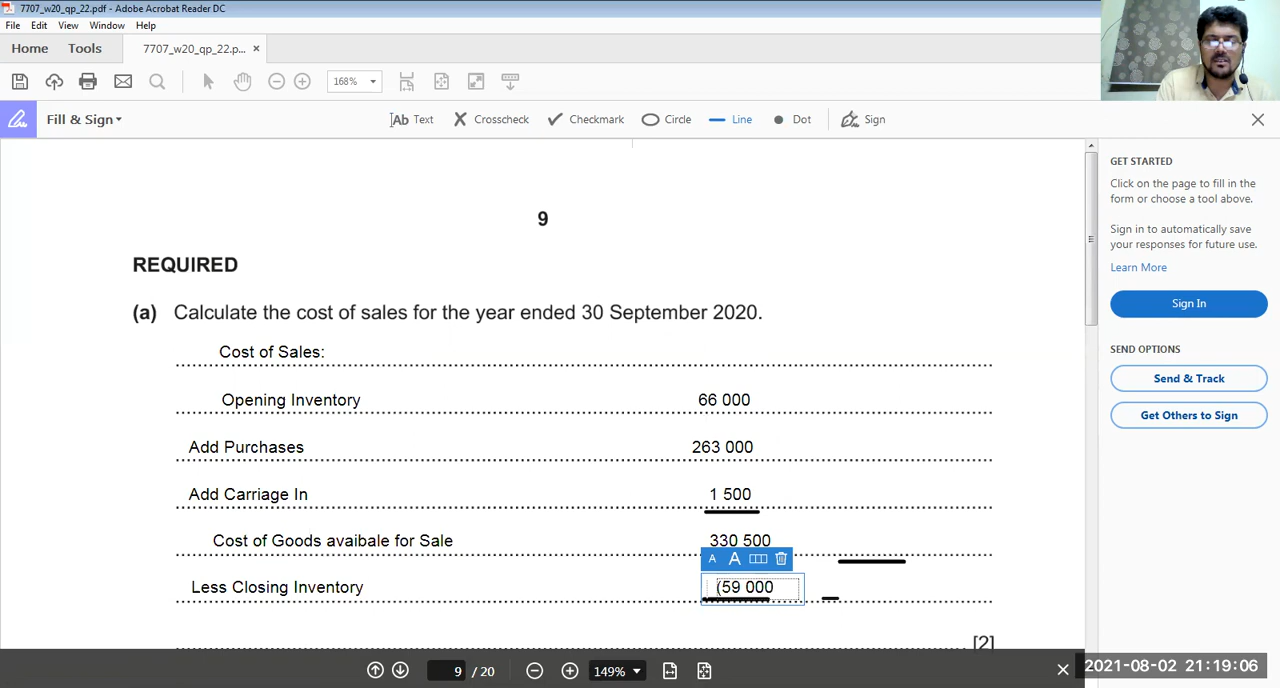 7707_w20_qp_22.pdf - Adobe Acrobat Reader DC
File Edit View Window Help
Home Tools 7707_w20_qp_22.p... ×
168%
Fill & Sign
Ab Text Crosscheck Checkmark Circle Line Dot Sign
9
REQUIRED
(a) Calculate the cost of sales for the year ended 30 September 2020.
Cost of Sales:
Opening Inventory 66 000
Add Purchases 263 000
Add Carriage In 1 500
Cost of Goods avaibale for Sale 330 500
A A
Less Closing Inventory (59 000
[2]
GET STARTED
Click on the page to fill in the
form or choose a tool above.
Sign in to automatically save
your responses for future use.
Learn More
Sign In
SEND OPTIONS
Send & Track
Get Others to Sign
9 / 20 149%
2021-08-02 21:19:06